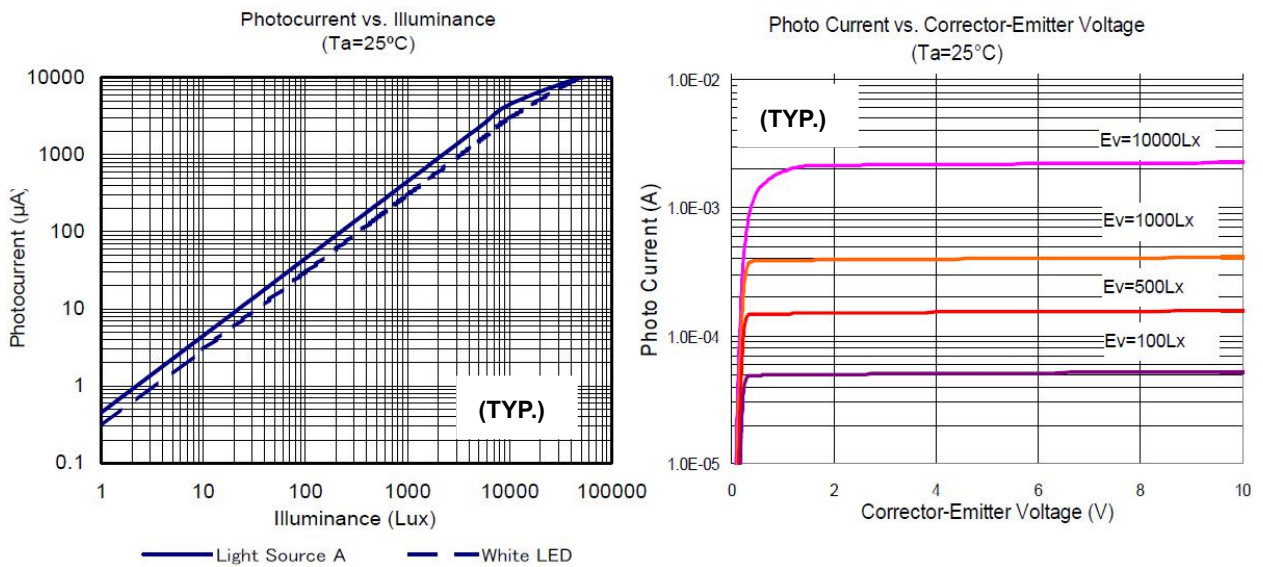 Photocurrent vs. Illuminance
(Ta=25ºC)
10000
1000
100
10
1
0.1
Photocurrent (µA)
(TYP.)
1 10 100 1000 10000 100000
Illuminance (Lux)
Light Source A White LED
Photo Current vs. Corrector-Emitter Voltage
(Ta=25°C)
1.0E-02
1.0E-03
1.0E-04
1.0E-05
Photo Current (A)
(TYP.)
Ev=10000Lx
Ev=1000Lx
Ev=500Lx
Ev=100Lx
0 2 4 6 8 10
Corrector-Emitter Voltage (V)